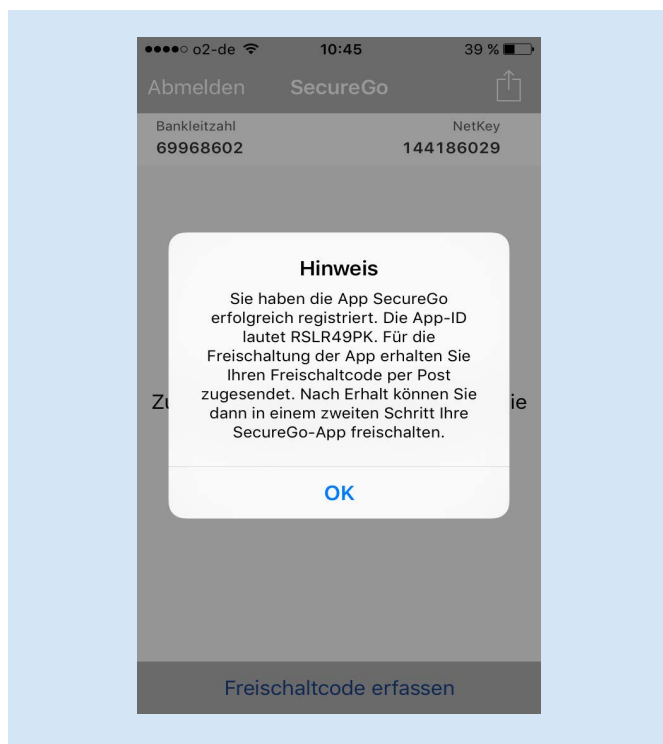 o2-de 10:45 39 %
Abmelden SecureGo
Bankleitzahl NetKey
69968602 144186029
Hinweis
Sie haben die App SecureGo
erfolgreich registriert. Die App-ID
lautet RSLR49PK. Für die
Freischaltung der App erhalten Sie
Ihren Freischaltcode per Post
zugesendet. Nach Erhalt können Sie
dann in einem zweiten Schritt Ihre
SecureGo-App freischalten.
OK
Freischaltcode erfassen